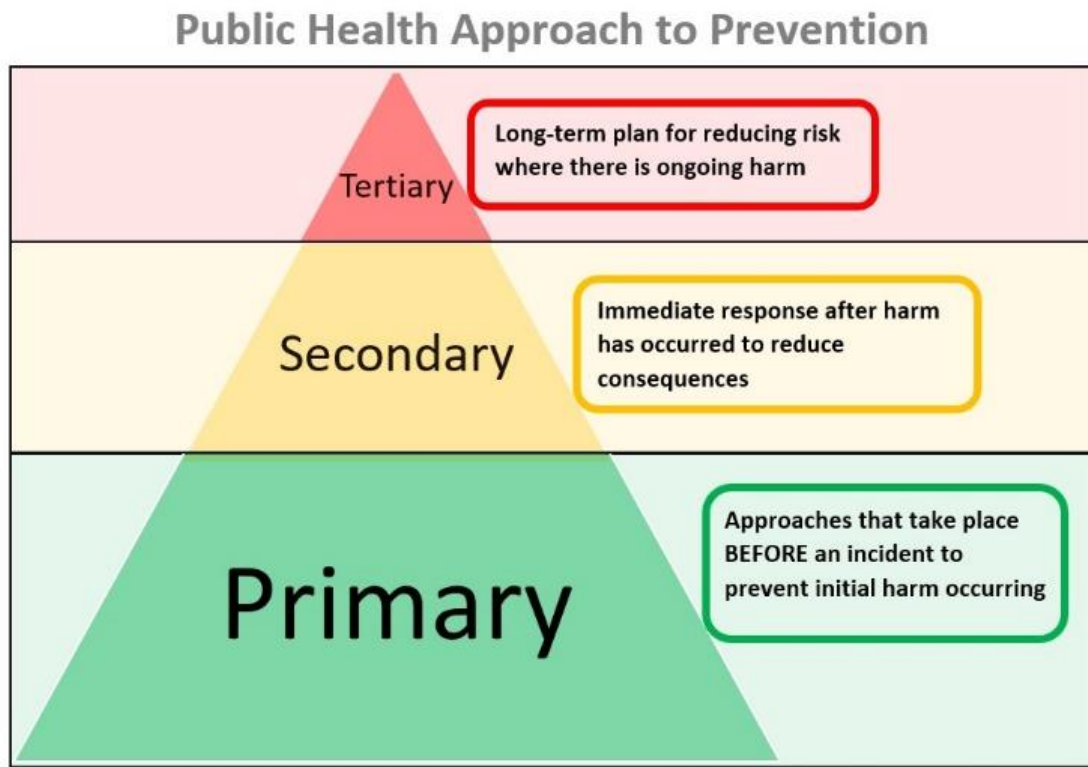 Public Health Approach to Prevention
Long-term plan for reducing risk
where there is ongoing harm
Tertiary
Immediate response after harm
has occurred to reduce
consequences
Secondary
Approaches that take place
BEFORE an incident to
prevent initial harm occurring
Primary